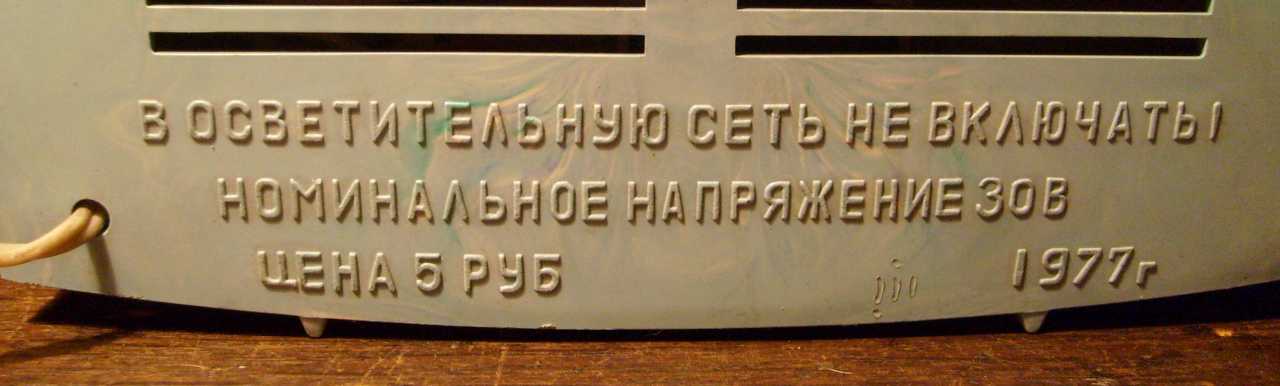 В ОСВЕТИТЕЛЬНУЮ СЕТЬ НЕ ВКЛЮЧАТЬ!
НОМИНАЛЬНОЕ НАПРЯЖЕНИЕ 30В
ЦЕНА 5 РУБ 1977г